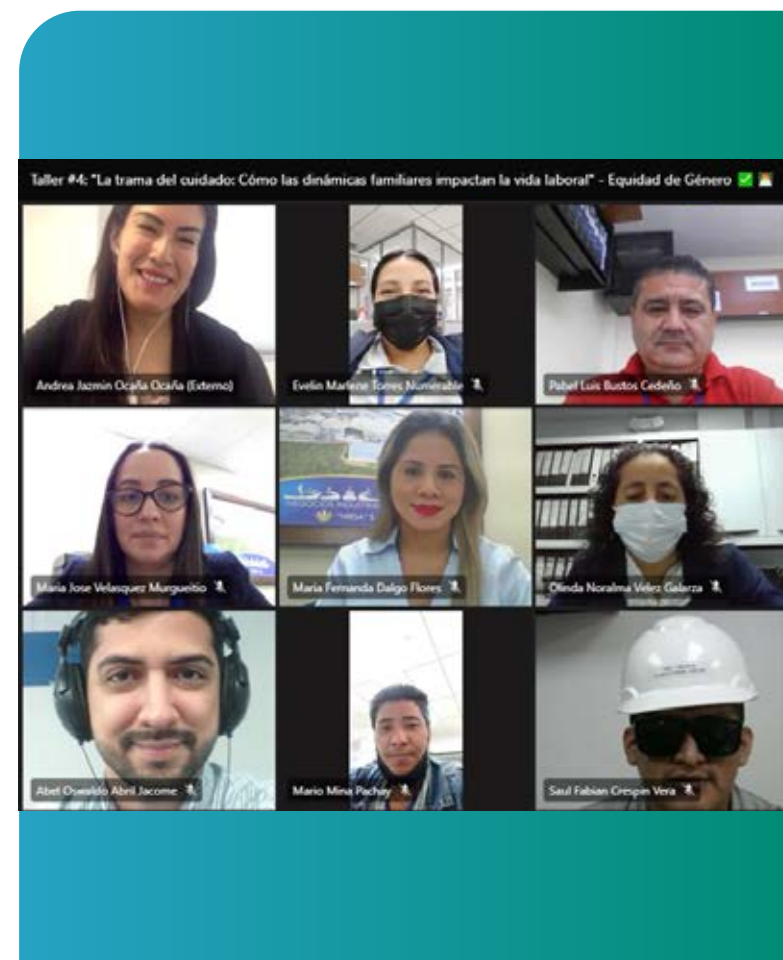 Taller #4: "La trama del cuidado: Cómo las dinámicas familiares impactan la vida laboral" - Equidad de Género
Andrea Jazmin Ocaña Ocaña (Externo)
Evelin Marlene Torres Numerable
Pabel Luis Bustos Cedeño
Maria Jose Velasquez Murgueitio
Maria Fernanda Dalgo Flores
Olinda Noralma Velez Galarza
Abel Oswaldo Abril Jacome
Mario Mina Pachay
Saul Fabian Crespin Vera